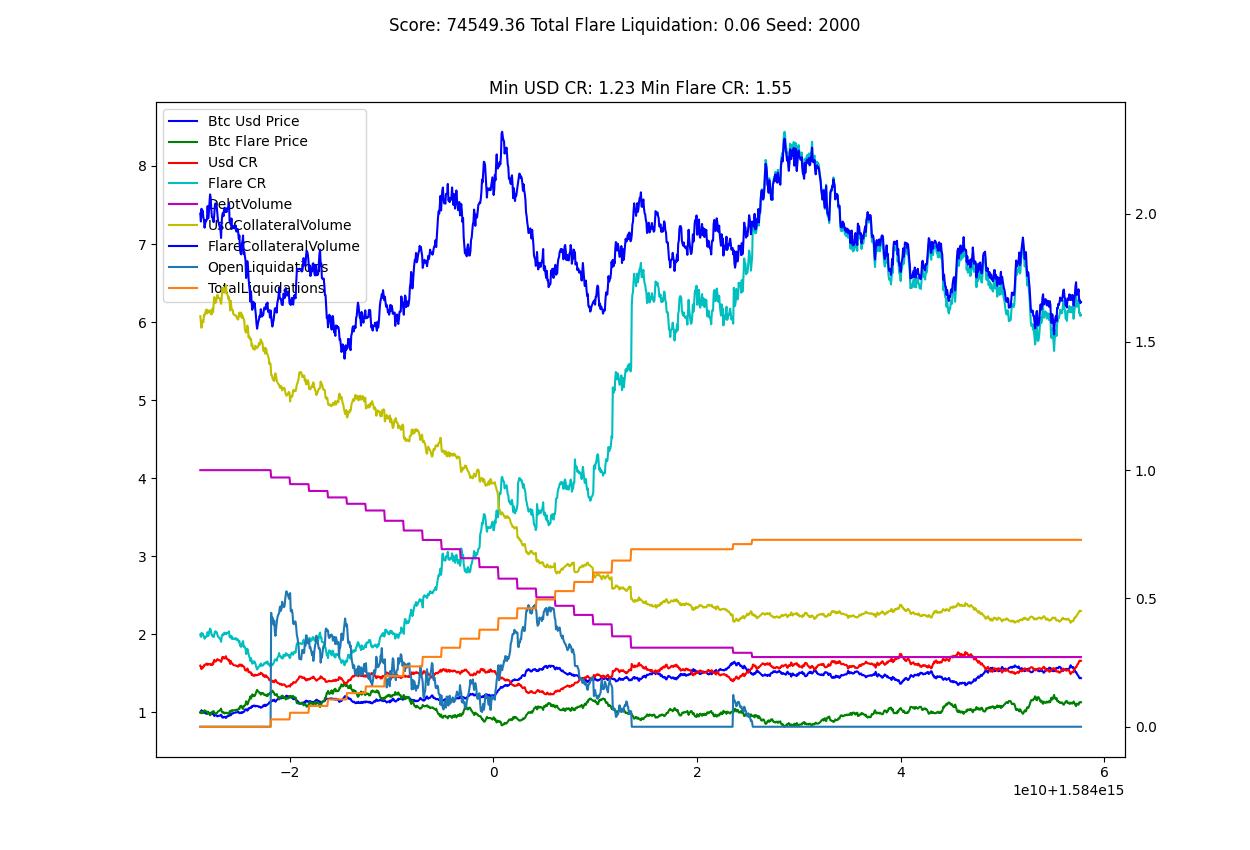 Score: 74549.36 Total Flare Liquidation: 0.06 Seed: 2000
Min USD CR: 1.23 Min Flare CR: 1.55
Btc Usd Price
Btc Flare Price
Usd CR
Flare CR
DebtVolume
UsdCollateralVolume
FlareCollateralVolume
OpenLiquidations
TotalLiquidations
8
7
6
5
4
3
2
1
2.0
1.5
1.0
0.5
0.0
−2
0
2
4
6
1e10+1.584e15